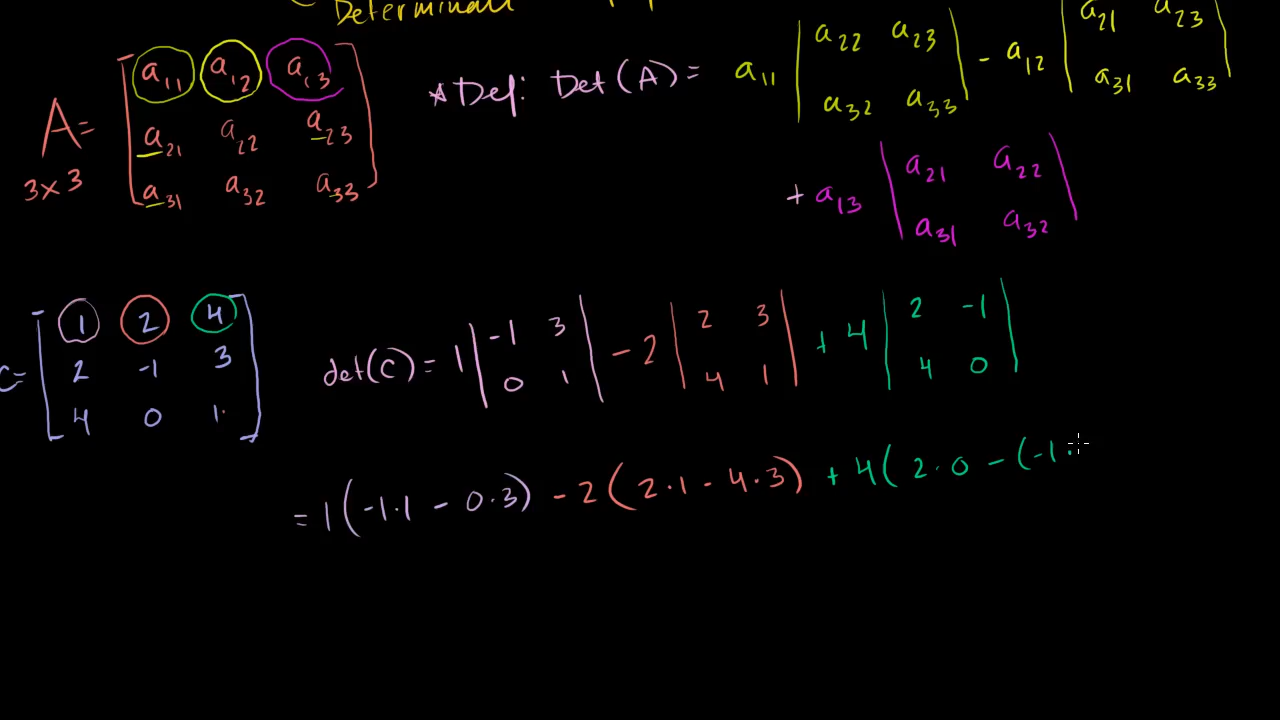 Determinant
A = [ a11 a12 a13
a21 a22 a23
a31 a32 a33 ]
3×3
* Def: Det(A) = a11 | a22 a23
a32 a33 | - a12 | a21 a23
a31 a33 |
+ a13 | a21 a22
a31 a32 |
C = [ 1 2 4
2 -1 3
4 0 1 ]
det(C) = 1 | -1 3
0 1 | - 2 | 2 3
4 1 | + 4 | 2 -1
4 0 |
= 1(-1·1 - 0·3) - 2(2·1 - 4·3) + 4(2·0 - (-1·